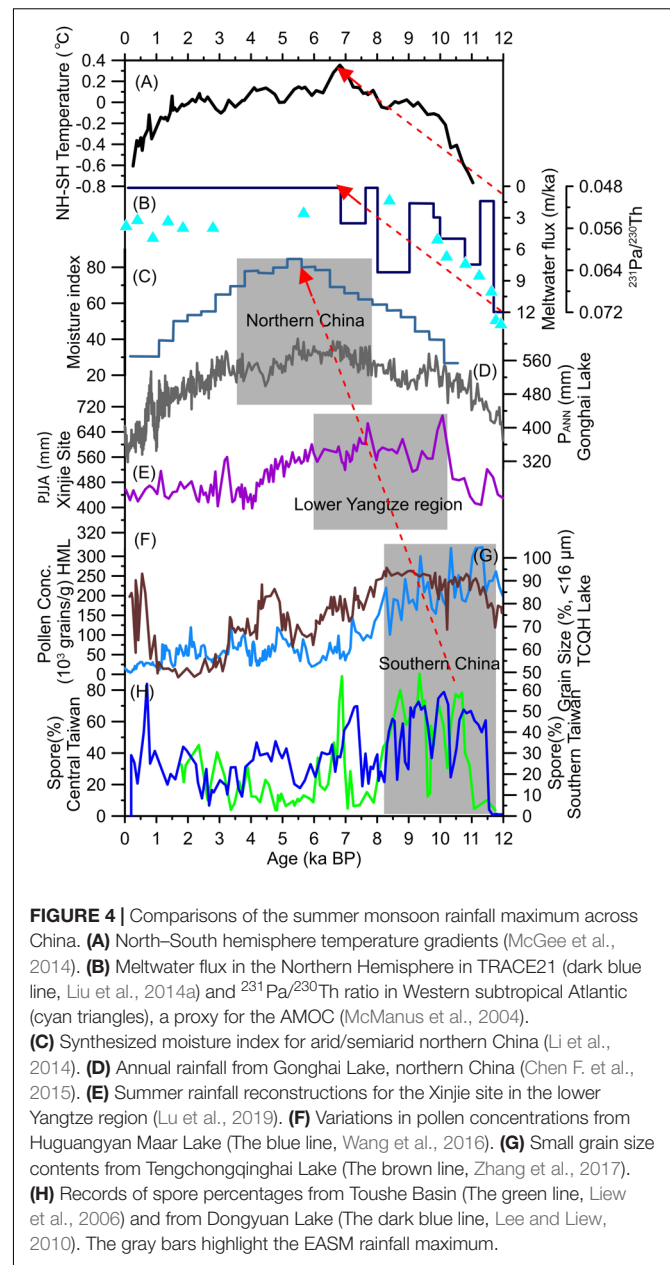 0 1 2 3 4 5 6 7 8 9 10 11 12
NH-SH Temperature (°C)
0.4
0.2
0
-0.2
-0.4
-0.6
-0.8
(A)
(B)
0
3
6
9
12
Meltwater flux (m/ka)
0.048
0.056
0.064
0.072
²³¹Pa/²³⁰Th
(C)
80
60
40
20
Moisture index
Northern China
(D)
560
480
400
320
PANN (mm)
Gonghai Lake
720
640
560
480
400
320
PJJA (mm)
Xinjie Site
(E)
Lower Yangtze region
(F)
300
250
200
150
100
50
0
Pollen Conc.
(10³ grains/g) HML
(G)
100
90
80
70
60
50
Grain Size (%, <16 μm)
TCQH Lake
Southern China
(H)
80
60
40
20
0
Spore(%)
Central Taiwan
60
50
40
30
20
10
0
Spore(%)
Southern Taiwan
0 1 2 3 4 5 6 7 8 9 10 11 12
Age (ka BP)
FIGURE 4 | Comparisons of the summer monsoon rainfall maximum across
China. (A) North–South hemisphere temperature gradients (McGee et al.,
2014). (B) Meltwater flux in the Northern Hemisphere in TRACE21 (dark blue
line, Liu et al., 2014a) and ²³¹Pa/²³⁰Th ratio in Western subtropical Atlantic
(cyan triangles), a proxy for the AMOC (McManus et al., 2004).
(C) Synthesized moisture index for arid/semiarid northern China (Li et al.,
2014). (D) Annual rainfall from Gonghai Lake, northern China (Chen F. et al.,
2015). (E) Summer rainfall reconstructions for the Xinjie site in the lower
Yangtze region (Lu et al., 2019). (F) Variations in pollen concentrations from
Huguangyan Maar Lake (The blue line, Wang et al., 2016). (G) Small grain size
contents from Tengchongqinghai Lake (The brown line, Zhang et al., 2017).
(H) Records of spore percentages from Toushe Basin (The green line, Liew
et al., 2006) and from Dongyuan Lake (The dark blue line, Lee and Liew,
2010). The gray bars highlight the EASM rainfall maximum.